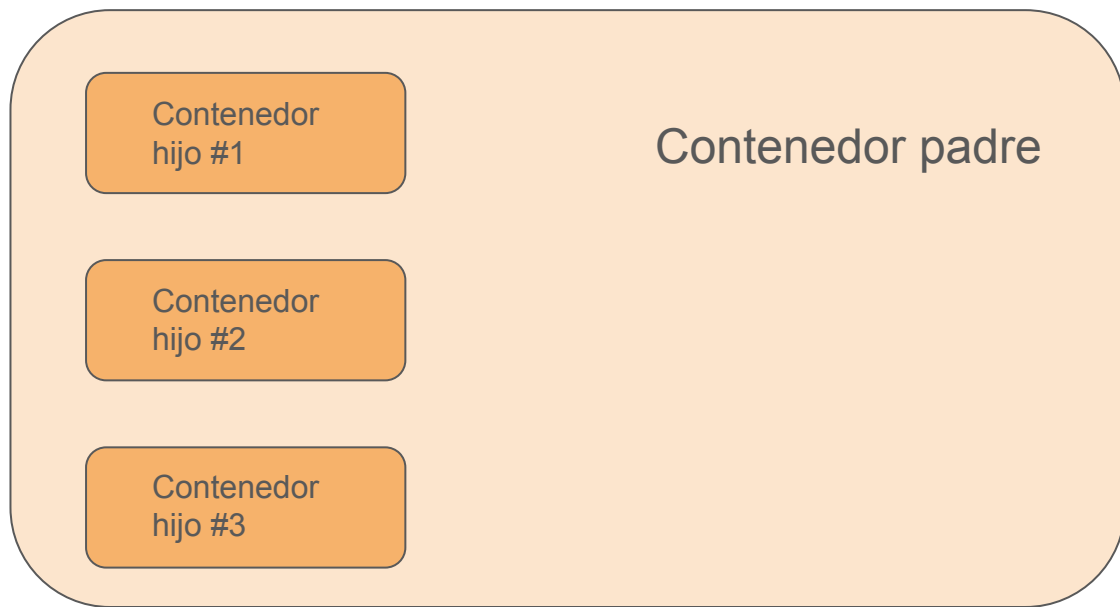 Contenedor
hijo #1
Contenedor padre
Contenedor
hijo #2
Contenedor
hijo #3